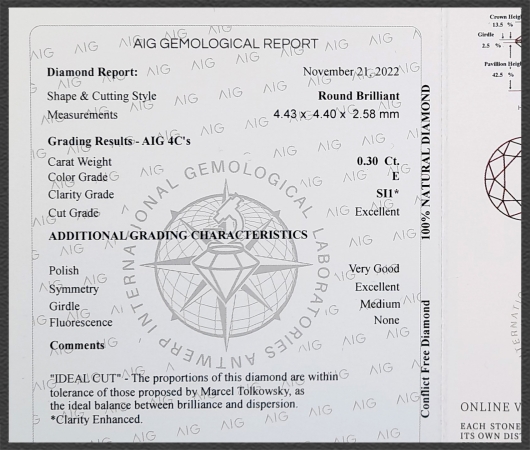 AIG GEMOLOGICAL REPORT
Diamond Report: November 21, 2022
Shape & Cutting Style Round Brilliant
Measurements 4.43 x 4.40 x 2.58 mm
Grading Results - AIG 4C's
Carat Weight 0.30 Ct.
Color Grade E
Clarity Grade SI1*
Cut Grade Excellent
ADDITIONAL GRADING CHARACTERISTICS
Polish Very Good
Symmetry Excellent
Girdle Medium
Fluorescence None
Comments
"IDEAL CUT" - The proportions of this diamond are within
tolerance of those proposed by Marcel Tolkowsky, as
the ideal balance between brilliance and dispersion.
*Clarity Enhanced.
INTERNATIONAL GEMOLOGICAL LABORATORIES ANTWERP
100% NATURAL DIAMOND
Conflict Free Diamond
Crown Heig
13.5 %
Girdle
2.5 %
Pavillion Heigh
42.5 %
ONLINE V
EACH STONE
ITS OWN DIS